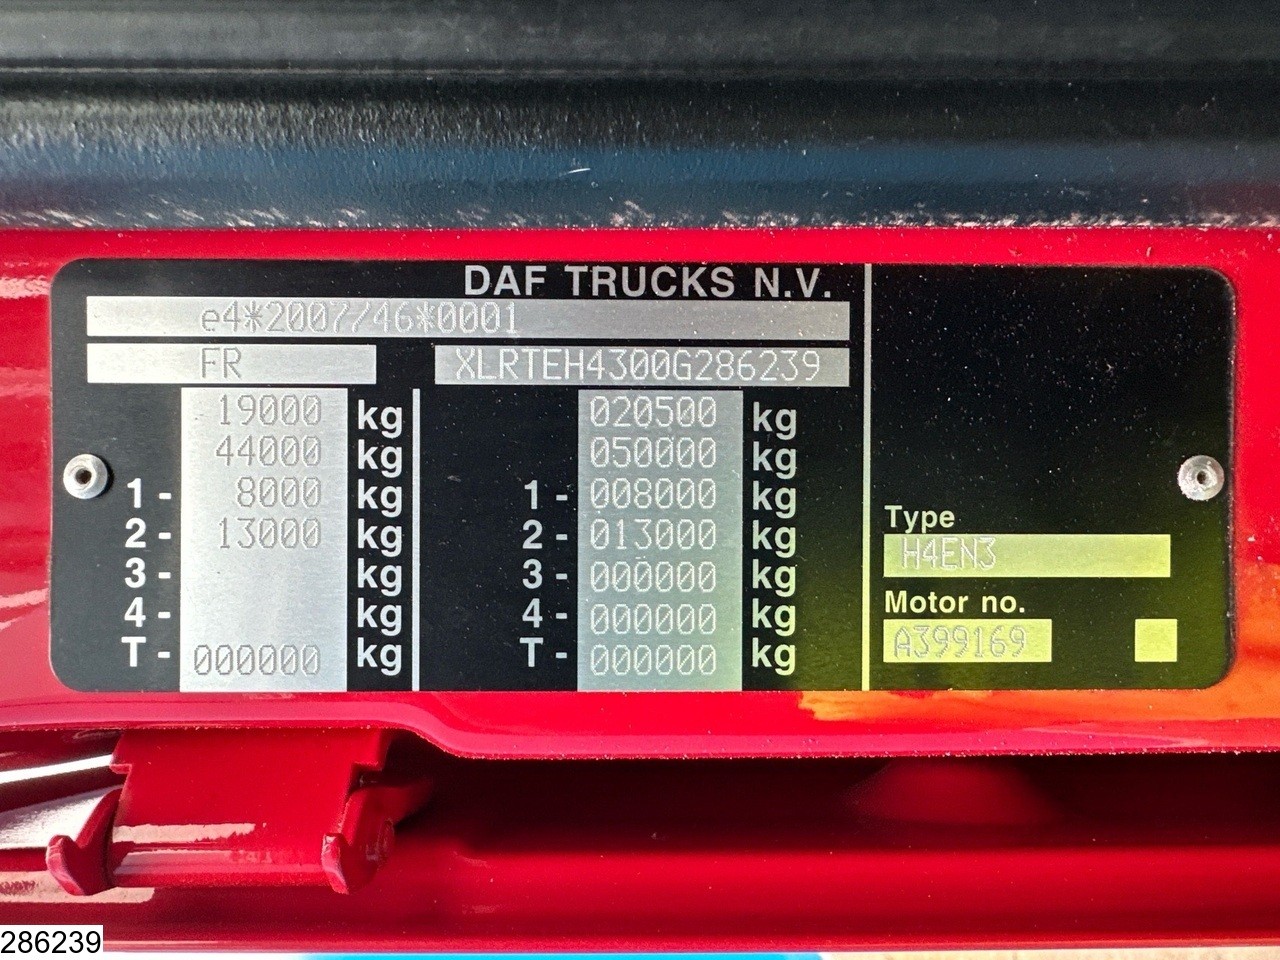 DAF TRUCKS N.V.
e4*2007/46*0001
FR XLRTEH4300G286239
19000 kg 020500 kg
44000 kg 050000 kg
1- 8000 kg 1- 008000 kg
2- 13000 kg 2- 013000 kg
3- kg 3- 000000 kg
4- kg 4- 000000 kg
T- 000000 kg T- 000000 kg
Type
H4EN3
Motor no.
A399169
286239